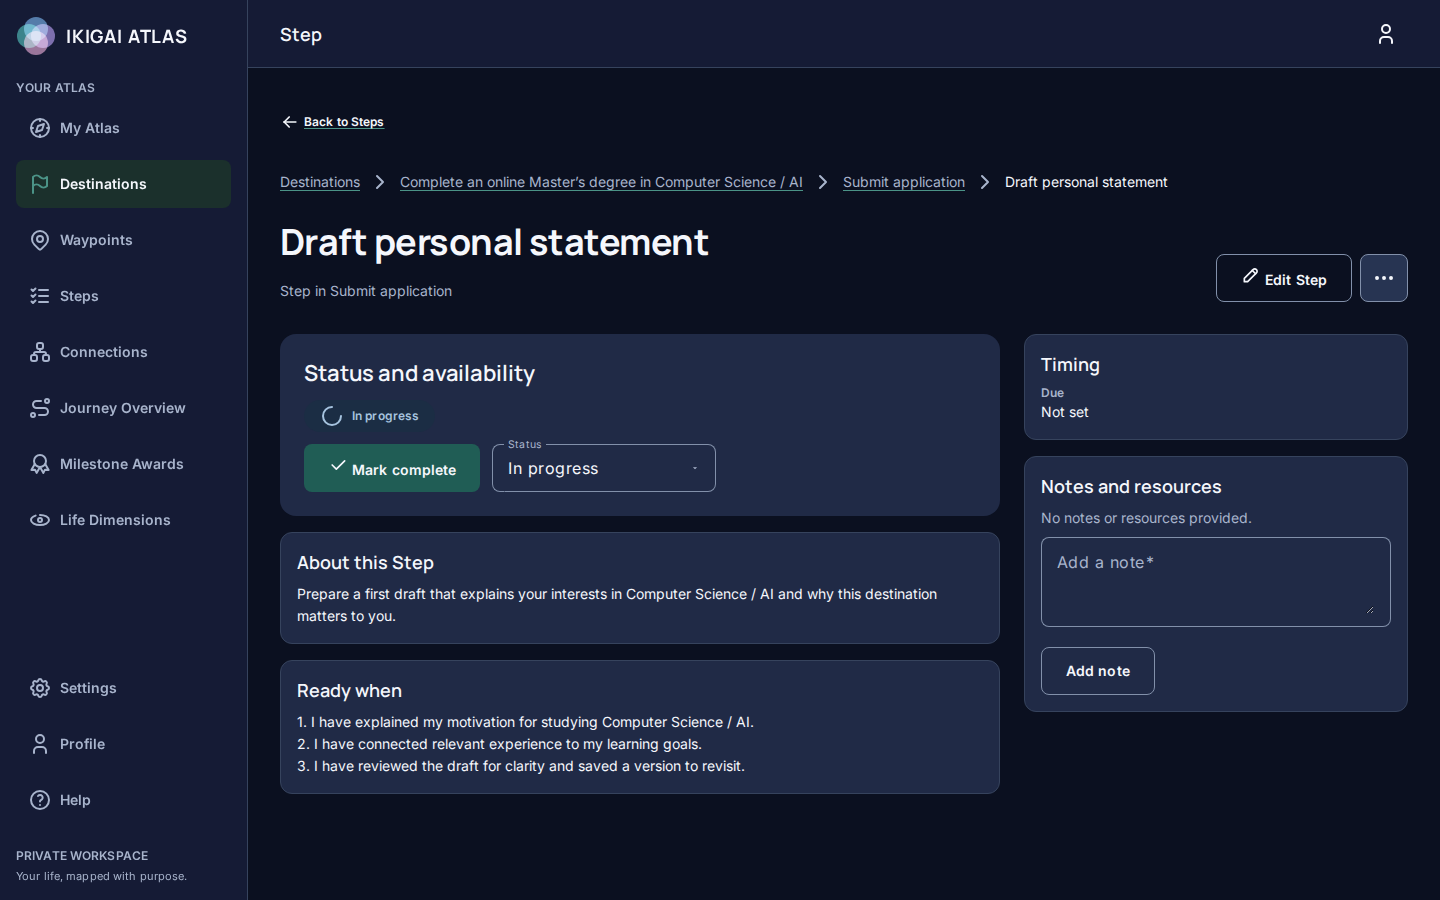 IKIGAI ATLAS
YOUR ATLAS
My Atlas
Destinations
Waypoints
Steps
Connections
Journey Overview
Milestone Awards
Life Dimensions
Settings
Profile
Help
PRIVATE WORKSPACE
Your life, mapped with purpose.
Step
Back to Steps
Destinations
Complete an online Master’s degree in Computer Science / AI
Submit application
Draft personal statement
Draft personal statement
Step in Submit application
Edit Step
Status and availability
In progress
Mark complete
Status
In progress
About this Step
Prepare a first draft that explains your interests in Computer Science / AI and why this destination
matters to you.
Ready when
1. I have explained my motivation for studying Computer Science / AI.
2. I have connected relevant experience to my learning goals.
3. I have reviewed the draft for clarity and saved a version to revisit.
Timing
Due
Not set
Notes and resources
No notes or resources provided.
Add a note*
Add note